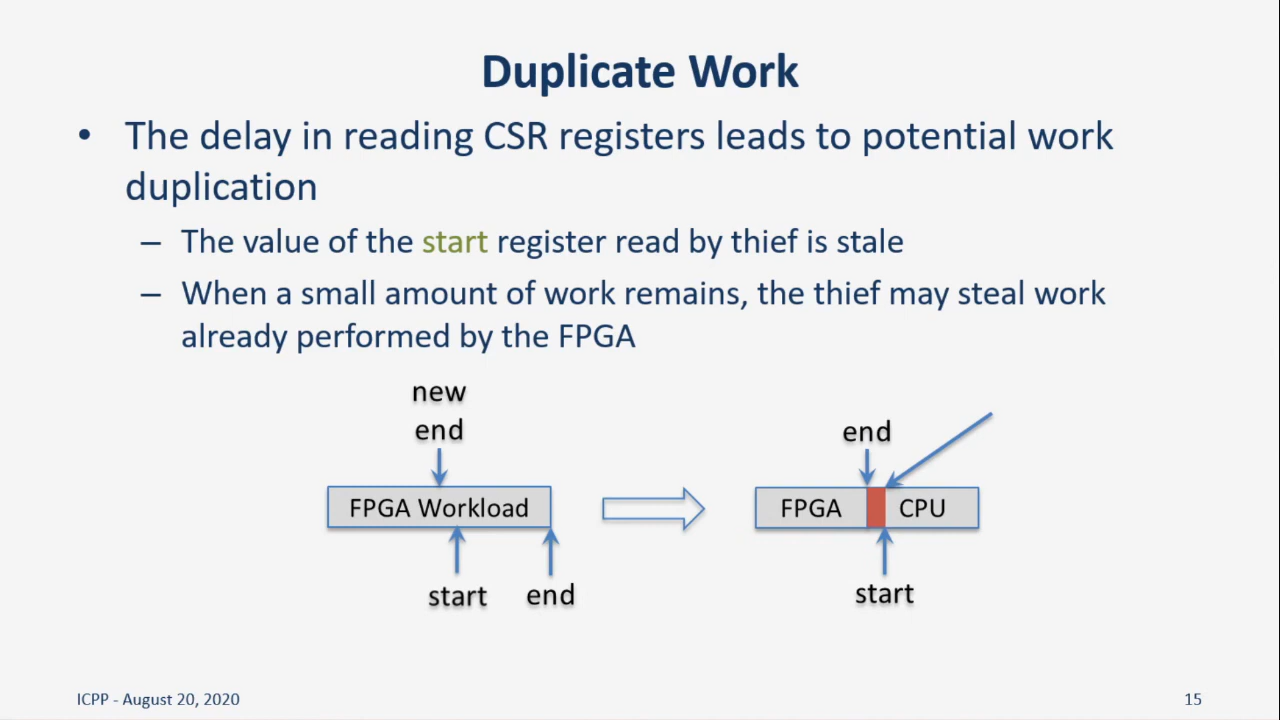 Duplicate Work
• The delay in reading CSR registers leads to potential work
duplication
– The value of the start register read by thief is stale
– When a small amount of work remains, the thief may steal work
already performed by the FPGA
new
end
FPGA Workload
start
end
end
FPGA
CPU
start
ICPP - August 20, 2020
15